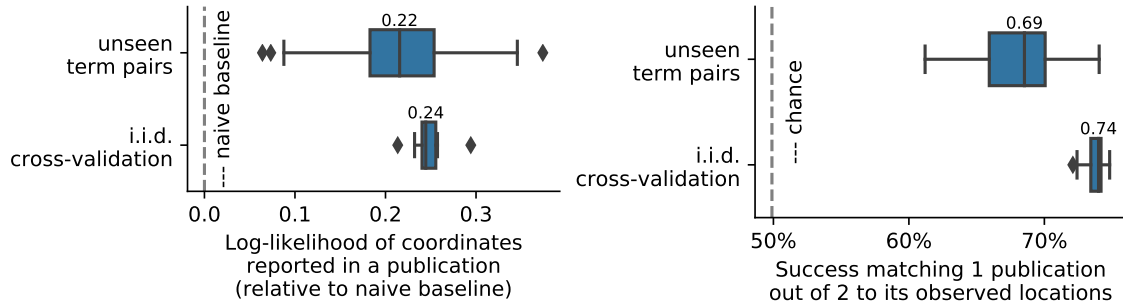 unseen
term pairs
i.i.d.
cross-validation
0.22
0.24
--- naive baseline
0.0 0.1 0.2 0.3
Log-likelihood of coordinates
reported in a publication
(relative to naive baseline)
unseen
term pairs
i.i.d.
cross-validation
0.69
0.74
--- chance
50% 60% 70%
Success matching 1 publication
out of 2 to its observed locations